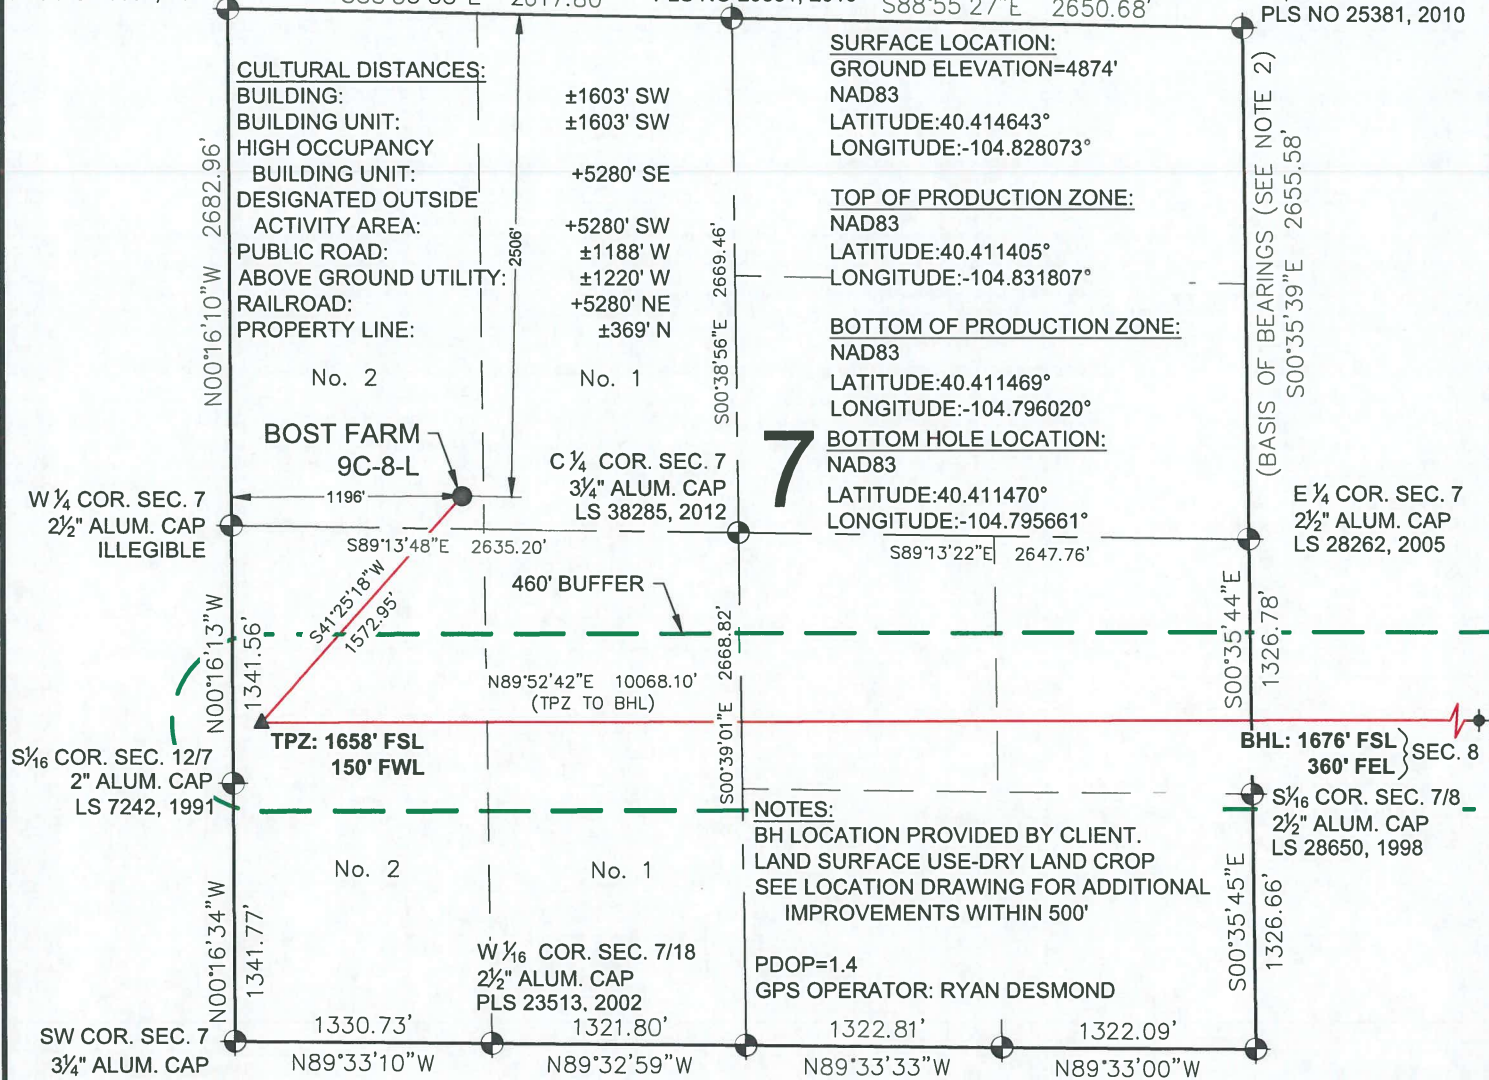 2617.80'
S88°55'27"E 2650.68'
PLS NO 25381, 2010
CULTURAL DISTANCES:
BUILDING: ±1603' SW
BUILDING UNIT: ±1603' SW
HIGH OCCUPANCY
BUILDING UNIT: +5280' SE
DESIGNATED OUTSIDE
ACTIVITY AREA: +5280' SW
PUBLIC ROAD: ±1188' W
ABOVE GROUND UTILITY: ±1220' W
RAILROAD: +5280' NE
PROPERTY LINE: ±369' N
SURFACE LOCATION:
GROUND ELEVATION=4874'
NAD83
LATITUDE:40.414643°
LONGITUDE:-104.828073°
TOP OF PRODUCTION ZONE:
NAD83
LATITUDE:40.411405°
LONGITUDE:-104.831807°
BOTTOM OF PRODUCTION ZONE:
NAD83
LATITUDE:40.411469°
LONGITUDE:-104.796020°
BOTTOM HOLE LOCATION:
NAD83
LATITUDE:40.411470°
LONGITUDE:-104.795661°
N00°16'10"W 2682.96'
2506'
S00°38'56"E 2669.46'
(BASIS OF BEARINGS (SEE NOTE 2)
S00°35'39"E 2655.58'
No. 2
No. 1
7
BOST FARM
9C-8-L
1196'
C ¼ COR. SEC. 7
3¼" ALUM. CAP
LS 38285, 2012
W ¼ COR. SEC. 7
2½" ALUM. CAP
ILLEGIBLE
E ¼ COR. SEC. 7
2½" ALUM. CAP
LS 28262, 2005
S89°13'48"E 2635.20'
S89°13'22"E 2647.76'
460' BUFFER
S41°25'18"W
1572.95'
N00°16'13"W
1341.56'
S00°39'01"E 2668.82'
S00°35'44"E
1326.78'
N89°52'42"E 10068.10'
(TPZ TO BHL)
TPZ: 1658' FSL
150' FWL
BHL: 1676' FSL
360' FEL
SEC. 8
S1⁄16 COR. SEC. 12/7
2" ALUM. CAP
LS 7242, 1991
S1⁄16 COR. SEC. 7/8
2½" ALUM. CAP
LS 28650, 1998
NOTES:
BH LOCATION PROVIDED BY CLIENT.
LAND SURFACE USE-DRY LAND CROP
SEE LOCATION DRAWING FOR ADDITIONAL
IMPROVEMENTS WITHIN 500'
PDOP=1.4
GPS OPERATOR: RYAN DESMOND
No. 2
No. 1
N00°16'34"W
1341.77'
S00°35'45"E
1326.66'
W 1⁄16 COR. SEC. 7/18
2½" ALUM. CAP
PLS 23513, 2002
SW COR. SEC. 7
3¼" ALUM. CAP
1330.73'
N89°33'10"W
1321.80'
N89°32'59"W
1322.81'
N89°33'33"W
1322.09'
N89°33'00"W